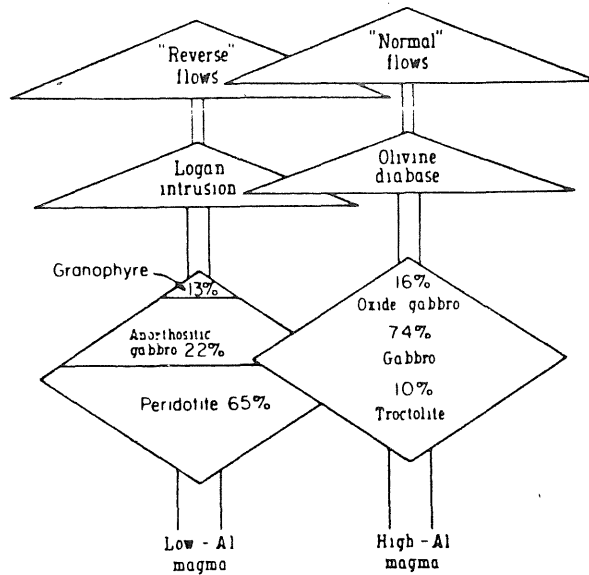 "Reverse"
flows
"Normal"
flows
Logan
intrusion
Olivine
diabase
Granophyre
13%
Anorthositic
gabbro 22%
Peridotite 65%
16%
Oxide gabbro
74%
Gabbro
10%
Troctolite
Low - Al
magma
High - Al
magma